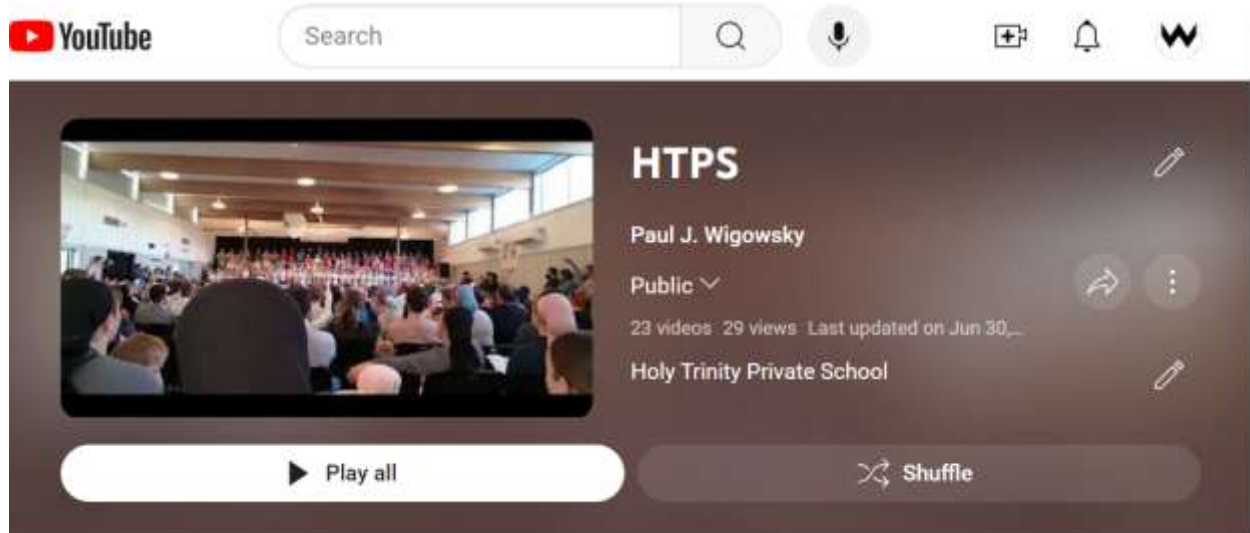 YouTube Search
HTPS
Paul J. Wigowsky
Public
23 videos 29 views Last updated on Jun 30,...
Holy Trinity Private School
Play all Shuffle